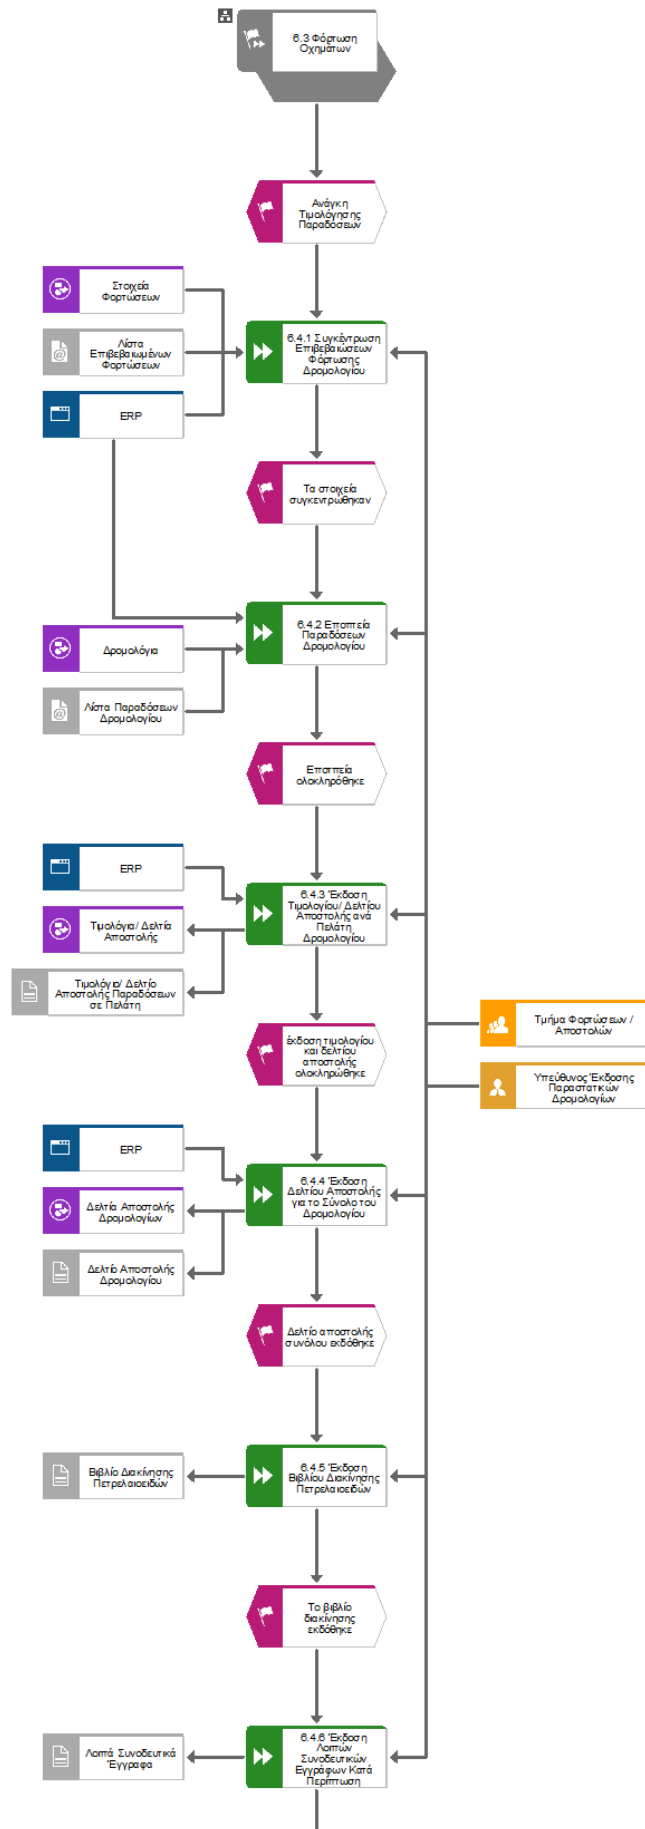 6.3 Φόρτωση
Οχημάτων
Ανάγκη
Τιμολόγησης
Παραδόσεων
Στοιχεία
Φορτώσεων
Λίστα
Επιβεβαιωμένων
Φορτώσεων
ERP
6.4.1 Συγκέντρωση
Επιβεβαιώσεων
Φόρτωσης
Δρομολογίου
Τα στοιχεία
συγκεντρώθηκαν
6.4.2 Εποπτεία
Παραδόσεων
Δρομολογίου
Δρομολόγια
Λίστα Παραδόσεων
Δρομολογίου
Εποπτεία
ολοκληρόθηκε
ERP
6.4.3 Έκδοση
Τιμολογίου/ Δελτίου
Αποστολής ανά
Πελάτη
Δρομολογίου
Τιμολόγια/ Δελτία
Αποστολής
Τιμολόγιο/ Δελτίο
Αποστολής Παραδόσεων
σε Πελάτη
έκδοση τιμολογίου
και δελτίου
αποστολής
ολοκληρώθηκε
Τμήμα Φορτώσεων /
Αποστολών
Υπεύθυνος Έκδοσης
Παραστατικών
Δρομολογίων
ERP
6.4.4 Έκδοση
Δελτίου Αποστολής
για το Σύνολο του
Δρομολογίου
Δελτία Αποστολής
Δρομολογίων
Δελτίο Αποστολής
Δρομολογίου
Δελτίο αποστολής
συνόλου εκδόθηκε
6.4.5 Έκδοση
Βιβλίου Διακίνησης
Πετρελαιοειδών
Βιβλίο Διακίνησης
Πετρελαιοειδών
Το βιβλίο
διακίνησης
εκδόθηκε
6.4.6 Έκδοση
Λοιπών
Συνοδευτικών
Εγγράφων Κατά
Περίπτωση
Λοιπά Συνοδευτικά
Έγγραφα